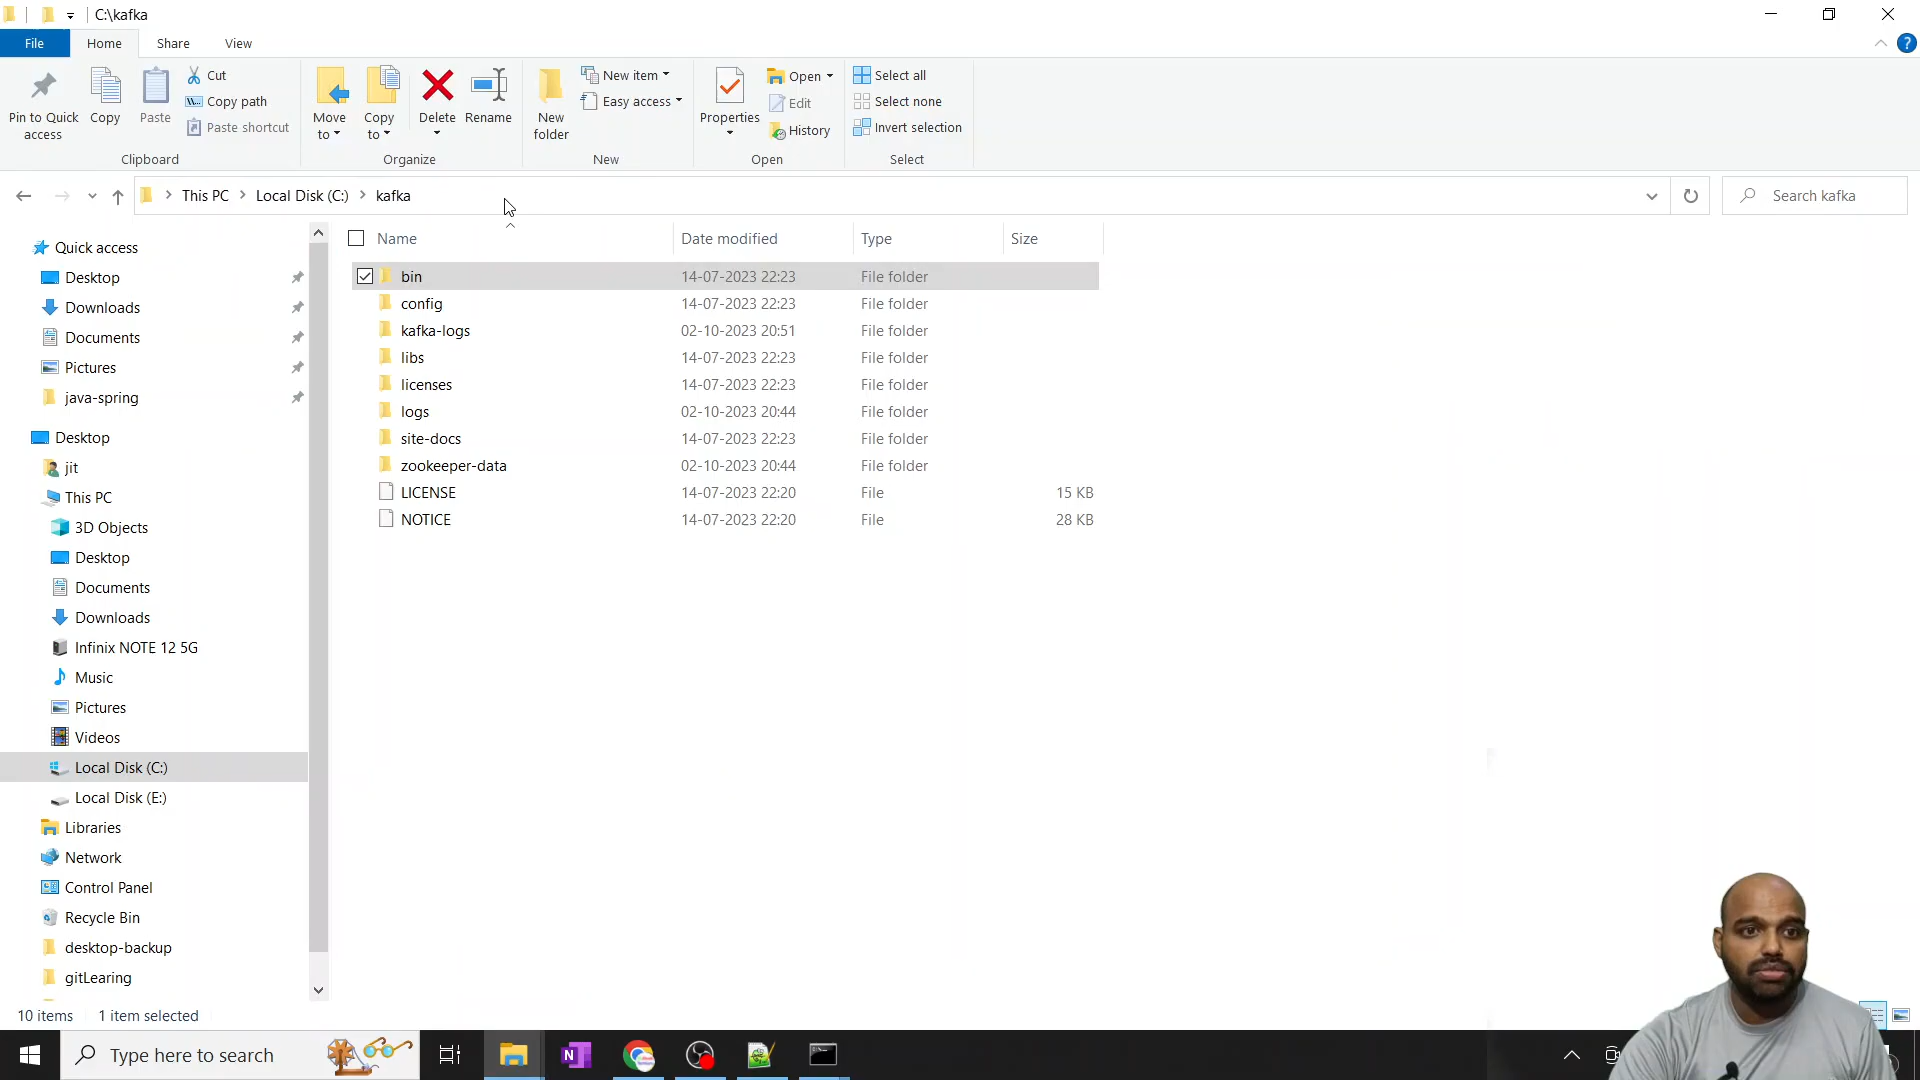 C:\kafka
File Home Share View
Pin to Quick access
Copy
Paste
Cut
Copy path
Paste shortcut
Clipboard
Move to
Copy to
Delete
Rename
Organize
New folder
New item
Easy access
New
Properties
Open
Edit
History
Open
Select all
Select none
Invert selection
Select
This PC Local Disk (C:) kafka
Search kafka
Name Date modified Type Size
bin 14-07-2023 22:23 File folder
config 14-07-2023 22:23 File folder
kafka-logs 02-10-2023 20:51 File folder
libs 14-07-2023 22:23 File folder
licenses 14-07-2023 22:23 File folder
logs 02-10-2023 20:44 File folder
site-docs 14-07-2023 22:23 File folder
zookeeper-data 02-10-2023 20:44 File folder
LICENSE 14-07-2023 22:20 File 15 KB
NOTICE 14-07-2023 22:20 File 28 KB
Quick access
Desktop
Downloads
Documents
Pictures
java-spring
Desktop
jit
This PC
3D Objects
Desktop
Documents
Downloads
Infinix NOTE 12 5G
Music
Pictures
Videos
Local Disk (C:)
Local Disk (E:)
Libraries
Network
Control Panel
Recycle Bin
desktop-backup
gitLearing
10 items 1 item selected
Type here to search